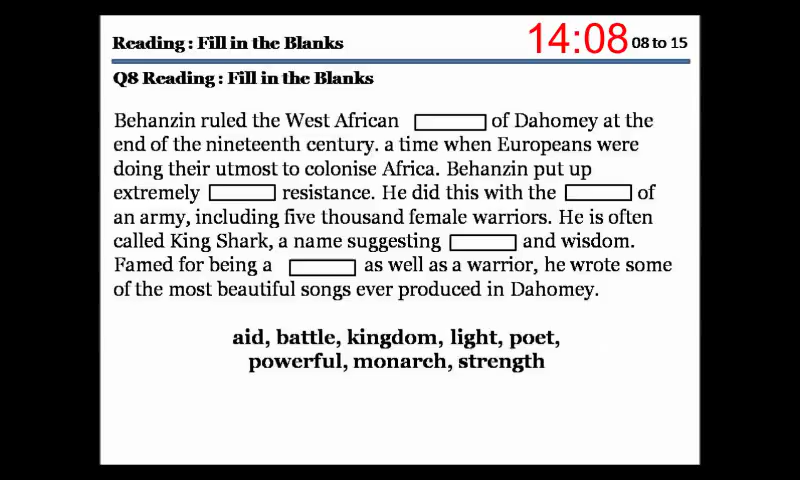 Reading : Fill in the Blanks
14:08 08 to 15
Q8 Reading : Fill in the Blanks
Behanzin ruled the West African of Dahomey at the
end of the nineteenth century. a time when Europeans were
doing their utmost to colonise Africa. Behanzin put up
extremely resistance. He did this with the of
an army, including five thousand female warriors. He is often
called King Shark, a name suggesting and wisdom.
Famed for being a as well as a warrior, he wrote some
of the most beautiful songs ever produced in Dahomey.
aid, battle, kingdom, light, poet,
powerful, monarch, strength